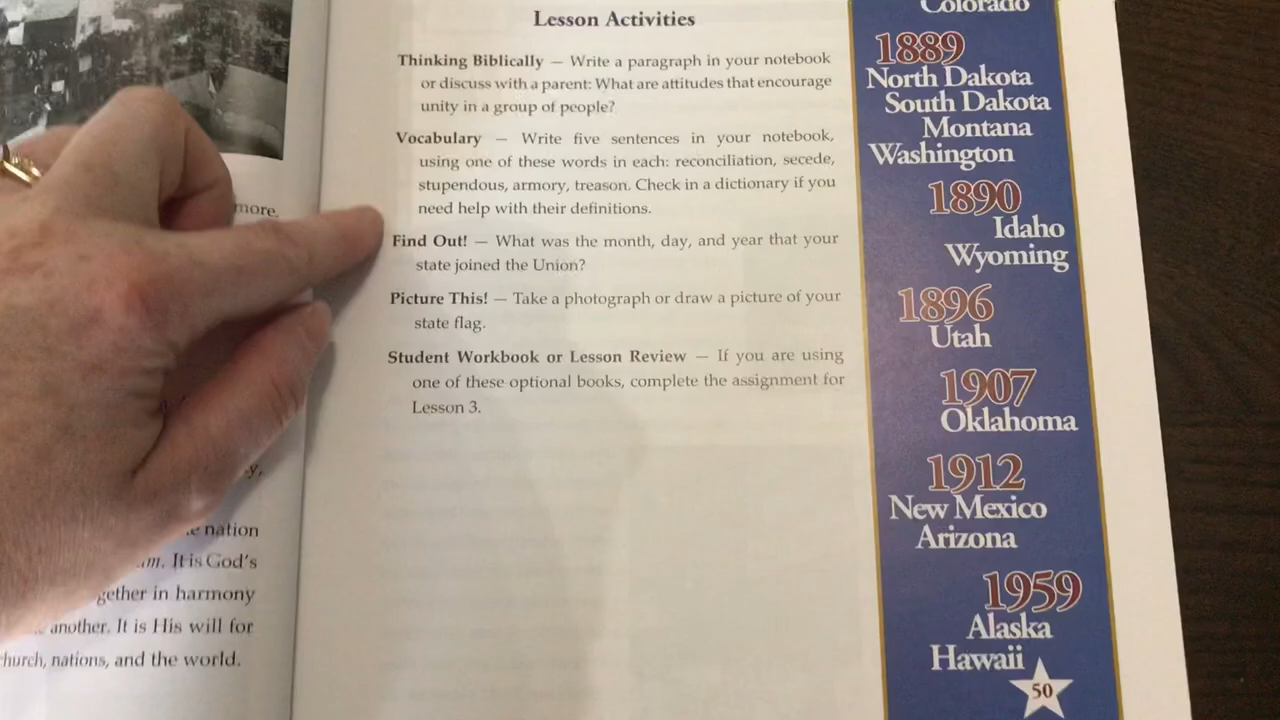 more.
nation
It is God's
gether in harmony
another. It is His will for
church, nations, and the world.
Lesson Activities
Thinking Biblically — Write a paragraph in your notebook
or discuss with a parent: What are attitudes that encourage
unity in a group of people?
Vocabulary — Write five sentences in your notebook,
using one of these words in each: reconciliation, secede,
stupendous, armory, treason. Check in a dictionary if you
need help with their definitions.
Find Out! — What was the month, day, and year that your
state joined the Union?
Picture This! — Take a photograph or draw a picture of your
state flag.
Student Workbook or Lesson Review — If you are using
one of these optional books, complete the assignment for
Lesson 3.
Colorado
1889
North Dakota
South Dakota
Montana
Washington
1890
Idaho
Wyoming
1896
Utah
1907
Oklahoma
1912
New Mexico
Arizona
1959
Alaska
Hawaii
50